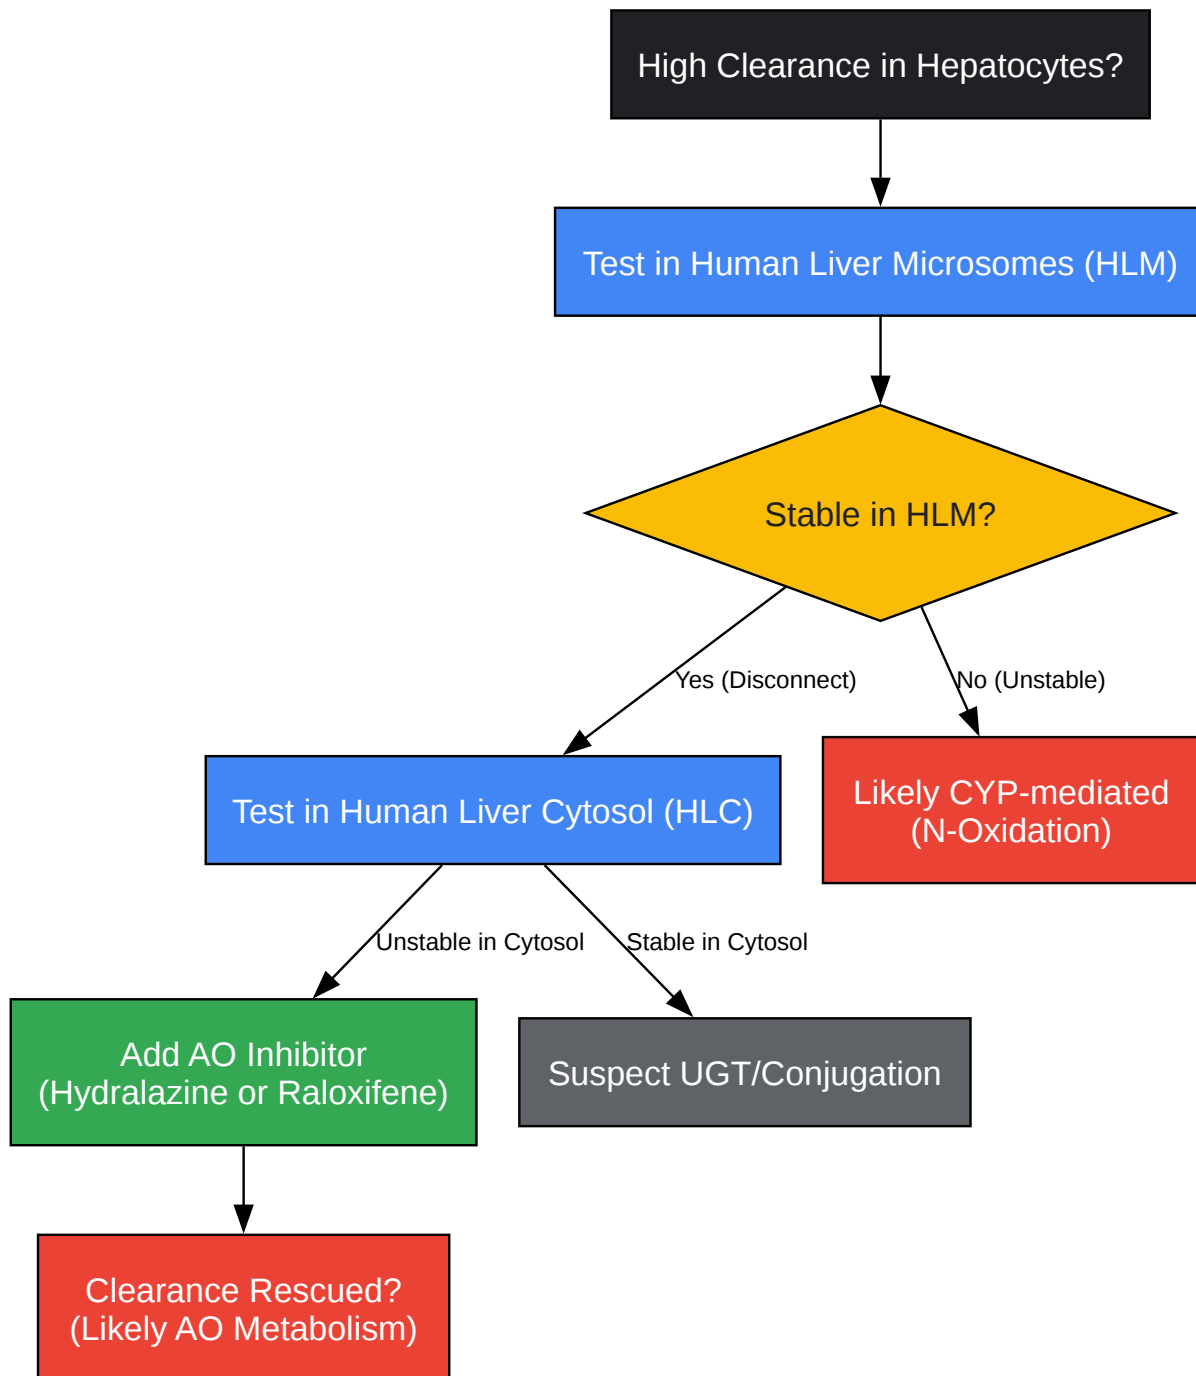 High Clearance in Hepatocytes?
Test in Human Liver Microsomes (HLM)
Stable in HLM?
Yes (Disconnect)
No (Unstable)
Test in Human Liver Cytosol (HLC)
Likely CYP-mediated
(N-Oxidation)
Unstable in Cytosol
Stable in Cytosol
Add AO Inhibitor
(Hydralazine or Raloxifene)
Suspect UGT/Conjugation
Clearance Rescued?
(Likely AO Metabolism)